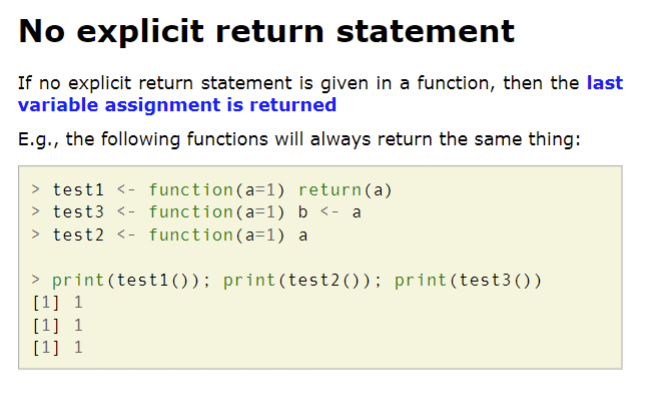 No explicit return statement
If no explicit return statement is given in a function, then the last
variable assignment is returned
E.g., the following functions will always return the same thing:
> test1 <- function(a=1) return(a)
> test3 <- function(a=1) b <- a
> test2 <- function(a=1) a
> print(test1()); print(test2()); print(test3())
[1] 1
[1] 1
[1] 1